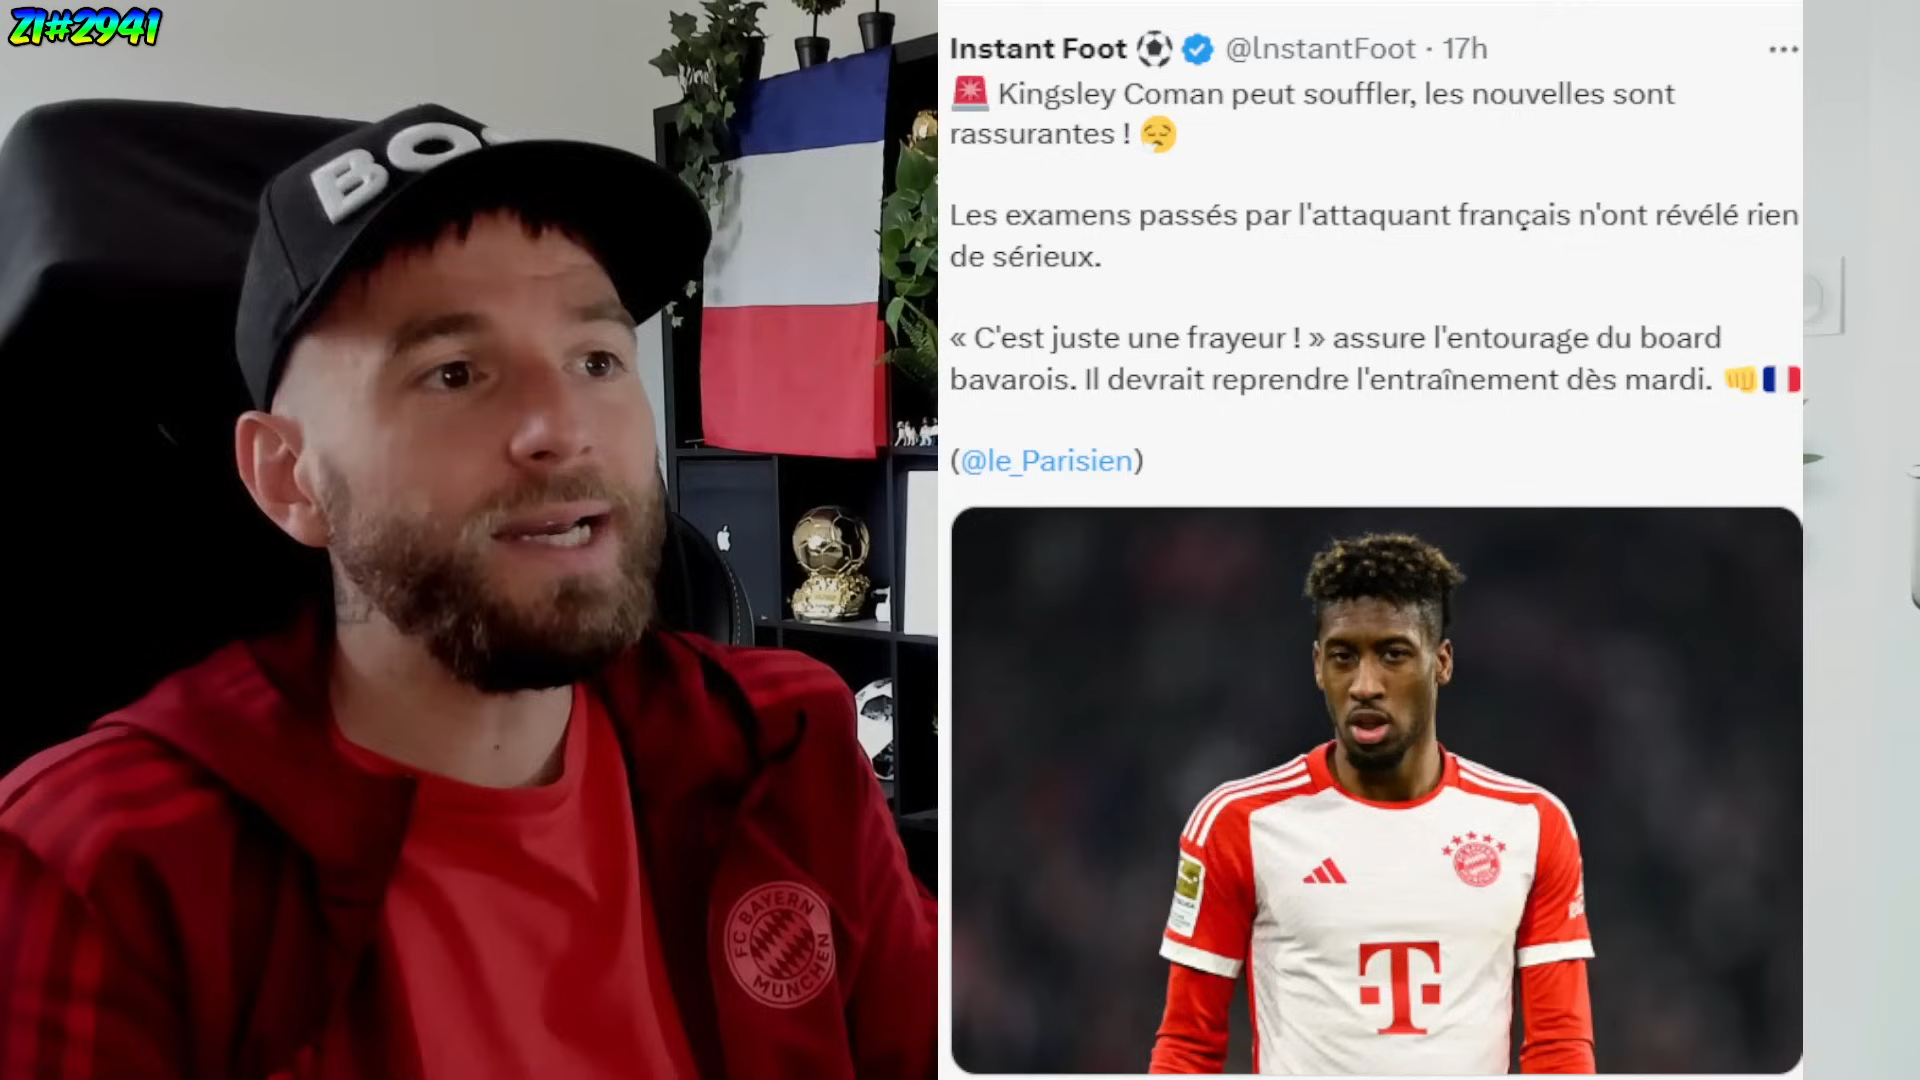 ZI#2941
Instant Foot @lnstantFoot · 17h
Kingsley Coman peut souffler, les nouvelles sont
rassurantes !
Les examens passés par l'attaquant français n'ont révélé rien
de sérieux.
« C'est juste une frayeur ! » assure l'entourage du board
bavarois. Il devrait reprendre l'entraînement dès mardi.
(@le_Parisien)
BO
FC BAYERN
MÜNCHEN
T